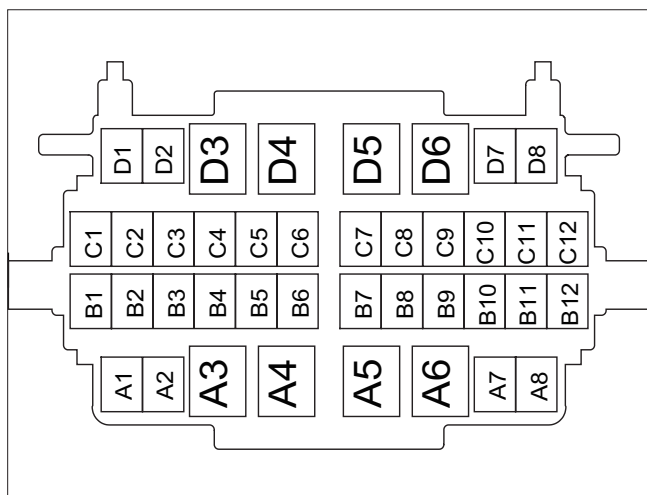 D1 D2 D3 D4 D5 D6 D7 D8
C1 C2 C3 C4 C5 C6 C7 C8 C9 C10 C11 C12
B1 B2 B3 B4 B5 B6 B7 B8 B9 B10 B11 B12
A1 A2 A3 A4 A5 A6 A7 A8